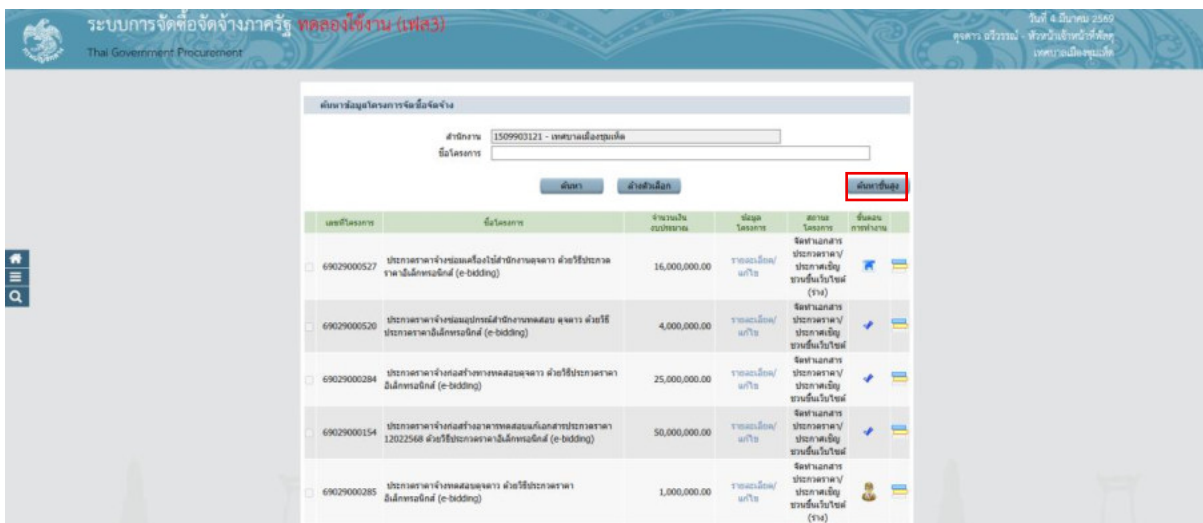 ระบบการจัดซื้อจัดจ้างภาครัฐ ทดลองใช้งาน (เฟส3)
Thai Government Procurement
วันที่ 4 มีนาคม 2569
หัวหน้าเจ้าหน้าที่พัสดุ
ค้นหาข้อมูลโครงการจัดซื้อจัดจ้าง
สำนักงาน 1509903121 - เทศบาลเมืองชุมเห็ด
ชื่อโครงการ
ค้นหา ล้างตัวเลือก ค้นหาขั้นสูง
เลขที่โครงการ ชื่อโครงการ จำนวนเงิน งบประมาณ ข้อมูล โครงการ สถานะ โครงการ ขั้นตอน การทำงาน
69029000527 ประกวดราคาจ้างซ่อมเครื่องใช้สำนักงานดุจดาว ด้วยวิธีประกวด
ราคาอิเล็กทรอนิกส์ (e-bidding) 16,000,000.00 รายละเอียด/
แก้ไข จัดทำเอกสาร
ประกวดราคา/
ประกาศเชิญ
ชวนขึ้นเว็บไซต์
(ร่าง)
69029000520 ประกวดราคาจ้างซ่อมอุปกรณ์สำนักงานทดสอบ ดุจดาว ด้วยวิธี
ประกวดราคาอิเล็กทรอนิกส์ (e-bidding) 4,000,000.00 รายละเอียด/
แก้ไข จัดทำเอกสาร
ประกวดราคา/
ประกาศเชิญ
ชวนขึ้นเว็บไซต์
69029000284 ประกวดราคาจ้างก่อสร้างทางทดสอบดุจดาว ด้วยวิธีประกวดราคา
อิเล็กทรอนิกส์ (e-bidding) 25,000,000.00 รายละเอียด/
แก้ไข จัดทำเอกสาร
ประกวดราคา/
ประกาศเชิญ
ชวนขึ้นเว็บไซต์
69029000154 ประกวดราคาจ้างก่อสร้างอาคารทดสอบแก้เอกสารประกวดราคา
12022568 ด้วยวิธีประกวดราคาอิเล็กทรอนิกส์ (e-bidding) 50,000,000.00 รายละเอียด/
แก้ไข จัดทำเอกสาร
ประกวดราคา/
ประกาศเชิญ
ชวนขึ้นเว็บไซต์
69029000285 ประกวดราคาจ้างทดสอบดุจดาว ด้วยวิธีประกวดราคา
อิเล็กทรอนิกส์ (e-bidding) 1,000,000.00 รายละเอียด/
แก้ไข จัดทำเอกสาร
ประกวดราคา/
ประกาศเชิญ
ชวนขึ้นเว็บไซต์
(ร่าง)